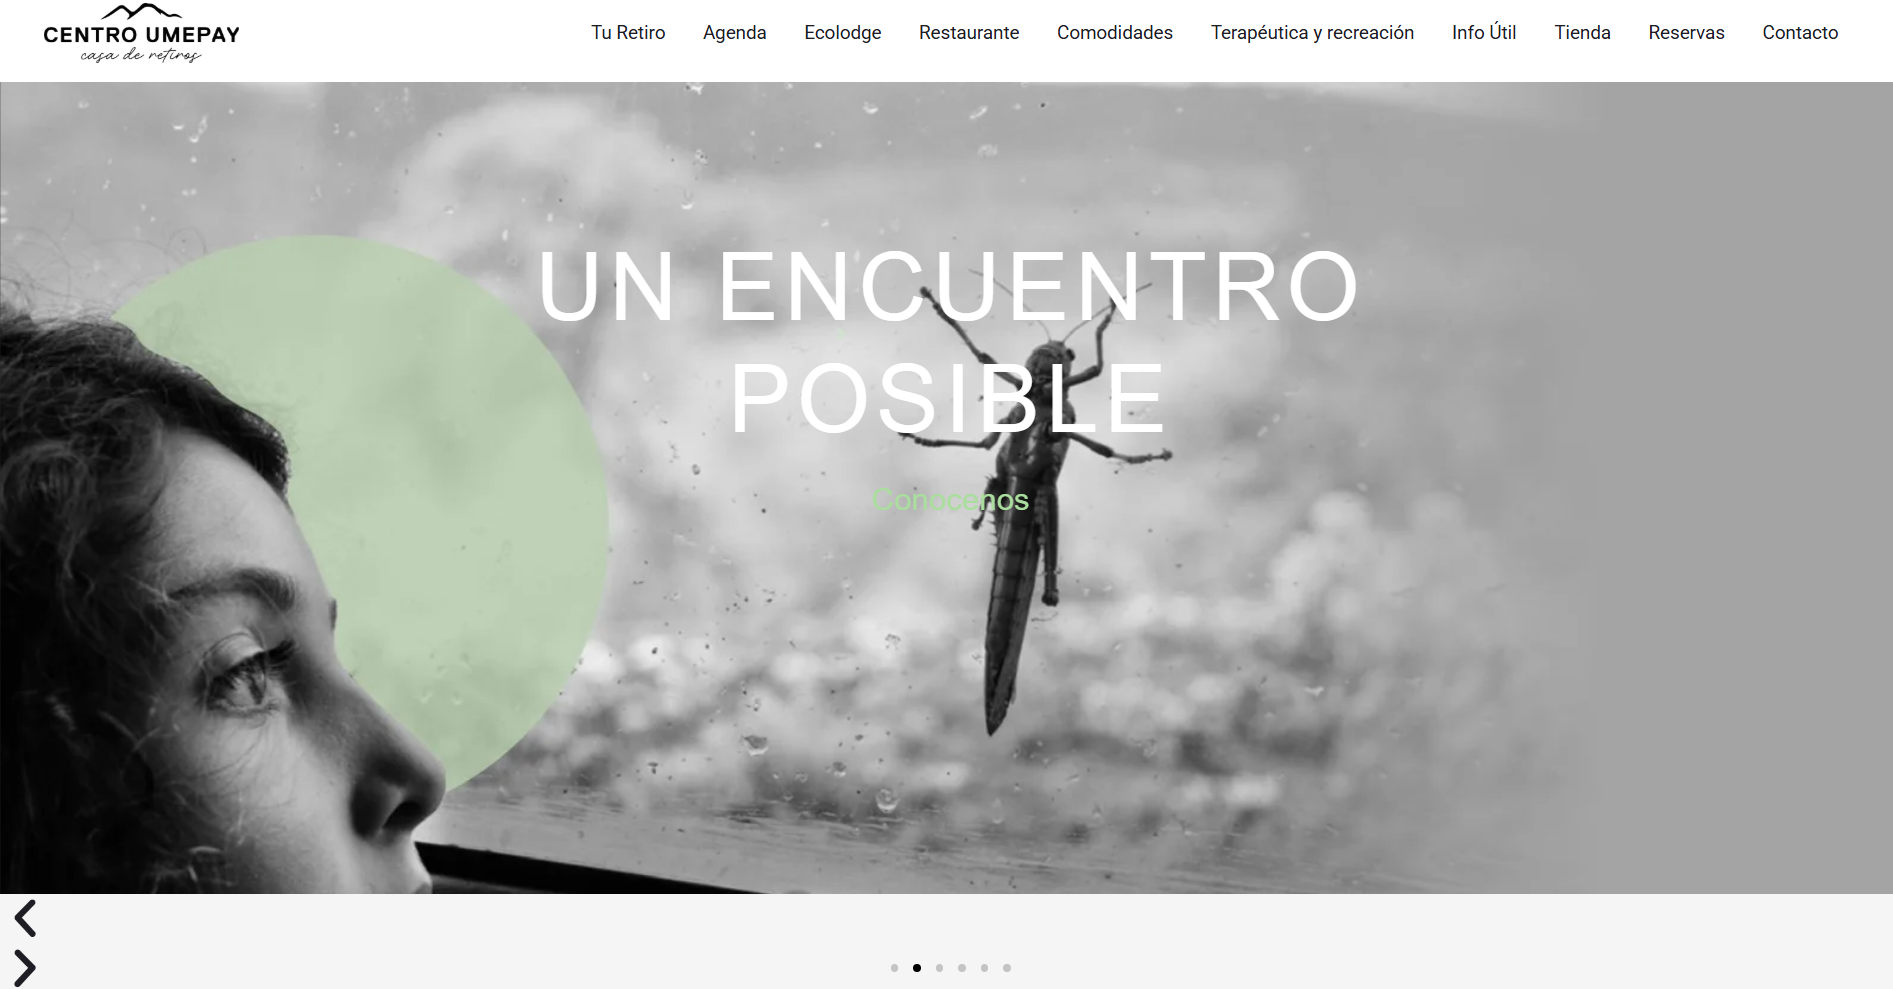 CENTRO UMEPAY
casa de retiros
Tu Retiro Agenda Ecolodge Restaurante Comodidades Terapéutica y recreación Info Útil Tienda Reservas Contacto
UN ENCUENTRO
POSIBLE
Conócenos